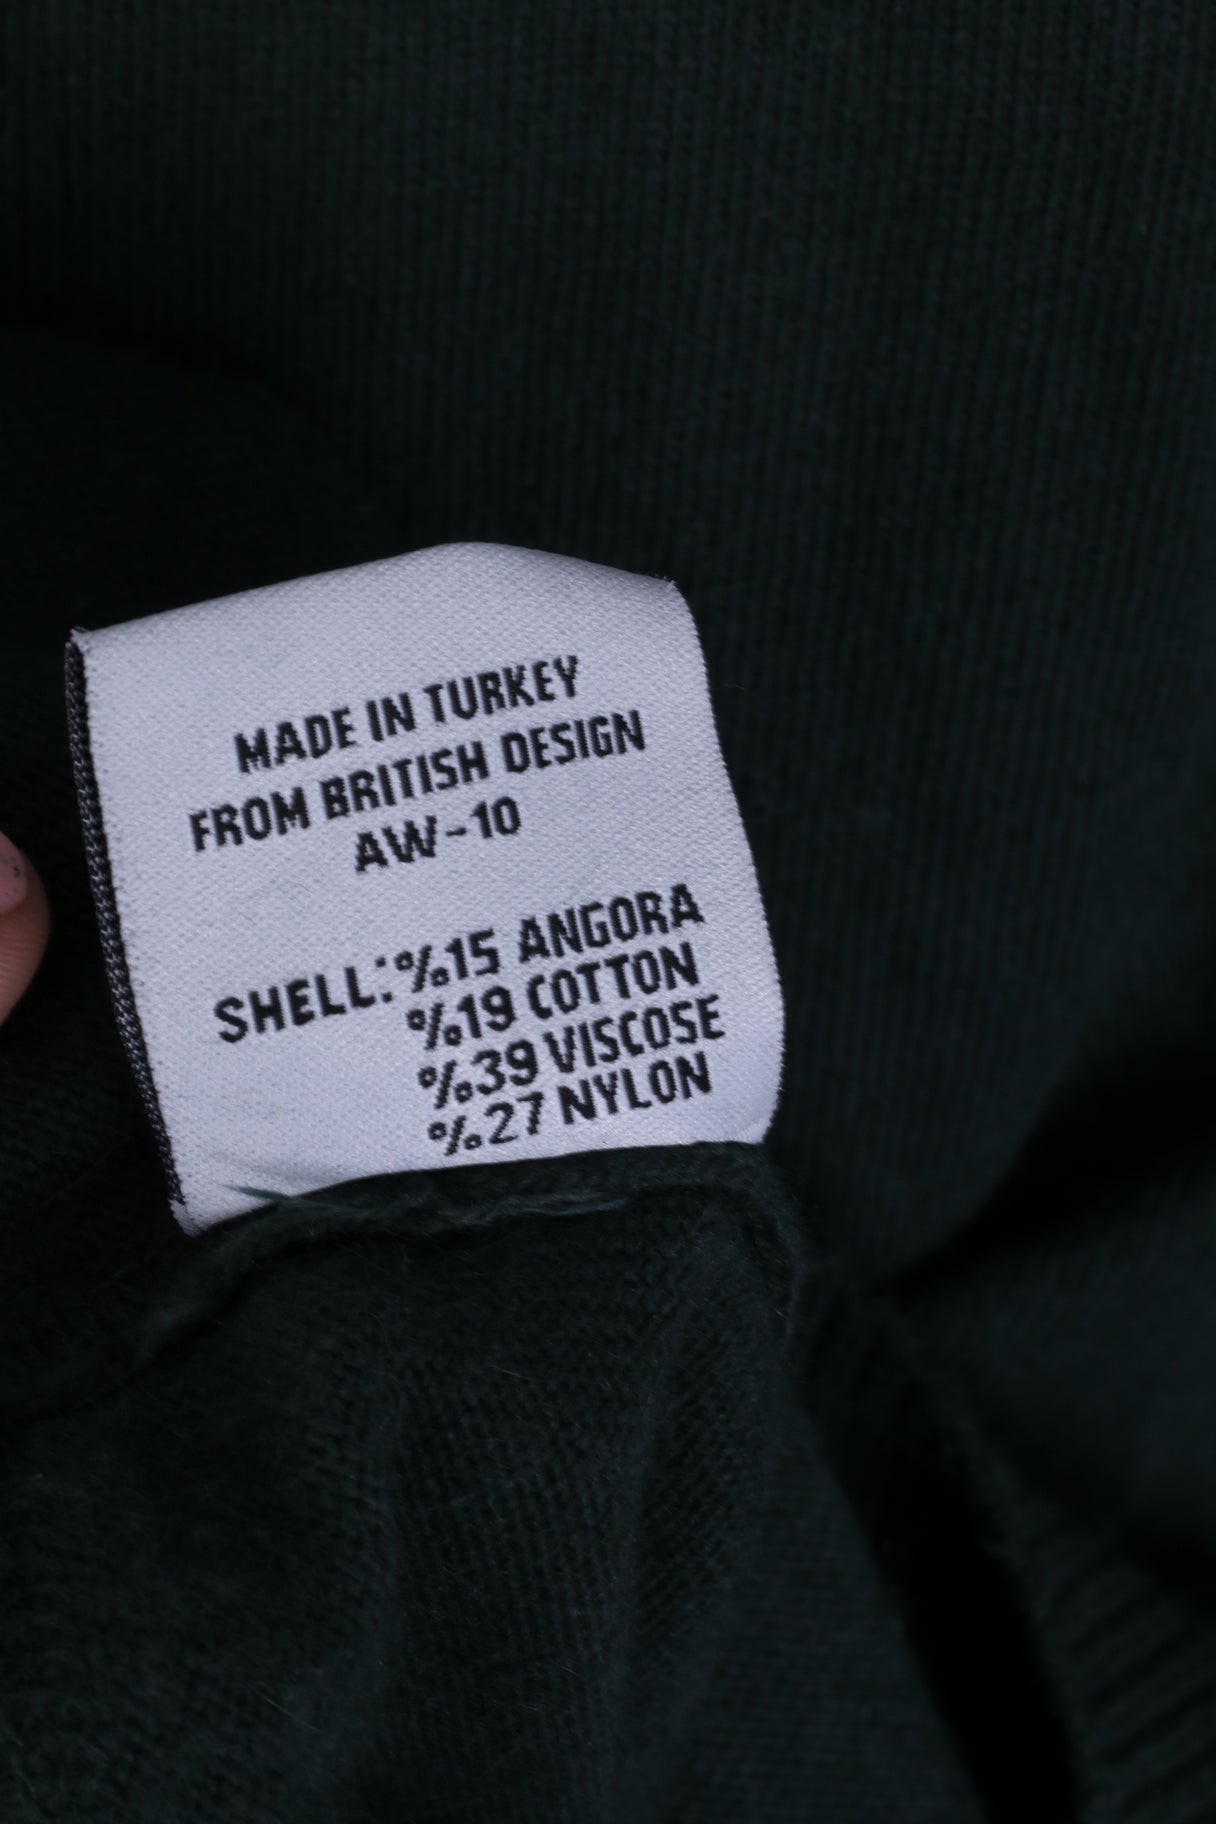 MADE IN TURKEY
FROM BRITISH DESIGN
AW-10
SHELL:%15 ANGORA
%19 COTTON
%39 VISCOSE
%27 NYLON